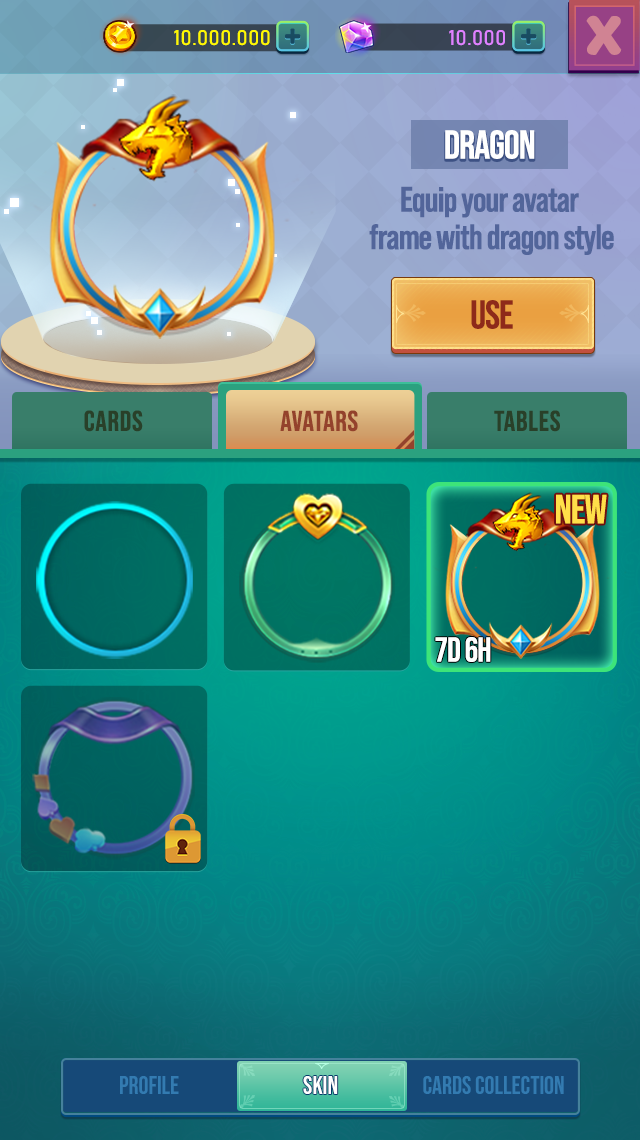 10.000.000
10.000
DRAGON
Equip your avatar
frame with dragon style
USE
CARDS
AVATARS
TABLES
NEW
7D 6H
PROFILE
SKIN
CARDS COLLECTION